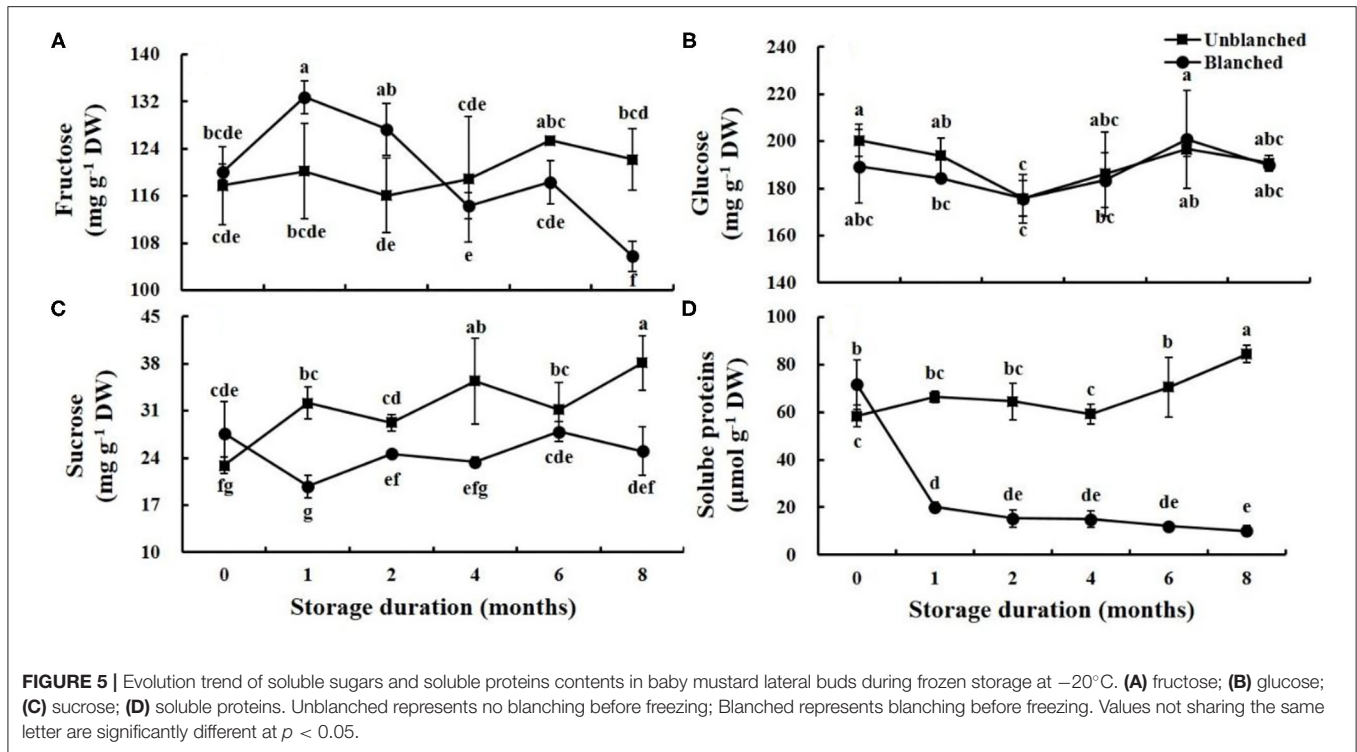 A
B
140
132
124
116
108
100
Fructose
(mg g⁻¹ DW)
bcde
a
ab
cde
abc
bcd
cde
bcde
de
e
cde
f
240
220
200
180
160
140
Glucose
(mg g⁻¹ DW)
Unblanched
Blanched
a
ab
c
abc
a
abc
abc
bc
c
bc
ab
abc
C
D
45
38
31
24
17
10
Sucrose
(mg g⁻¹ DW)
cde
bc
cd
ab
bc
a
fg
g
ef
efg
cde
def
0 1 2 4 6 8
Storage duration (months)
100
80
60
40
20
0
Solube proteins
(μmol g⁻¹ DW)
b
bc
bc
c
b
a
c
d
de
de
de
e
0 1 2 4 6 8
Storage duration (months)
FIGURE 5 | Evolution trend of soluble sugars and soluble proteins contents in baby mustard lateral buds during frozen storage at −20°C. (A) fructose; (B) glucose;
(C) sucrose; (D) soluble proteins. Unblanched represents no blanching before freezing; Blanched represents blanching before freezing. Values not sharing the same
letter are significantly different at p < 0.05.